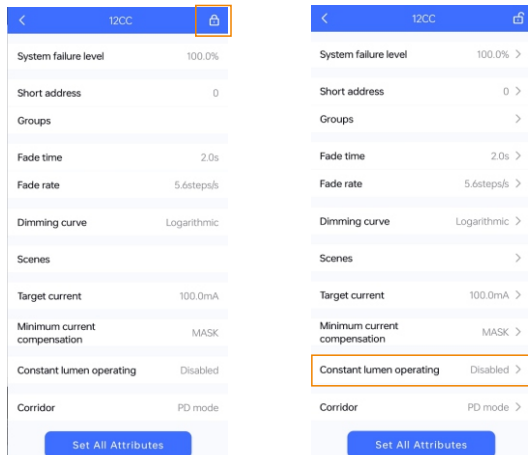 12CC
System failure level 100.0%
Short address 0
Groups
Fade time 2.0s
Fade rate 5.6steps/s
Dimming curve Logarithmic
Scenes
Target current 100.0mA
Minimum current
compensation MASK
Constant lumen operating Disabled
Corridor PD mode
Set All Attributes
12CC
System failure level 100.0% >
Short address 0 >
Groups >
Fade time 2.0s >
Fade rate 5.6steps/s >
Dimming curve Logarithmic >
Scenes >
Target current 100.0mA >
Minimum current
compensation MASK >
Constant lumen operating Disabled >
Corridor PD mode >
Set All Attributes